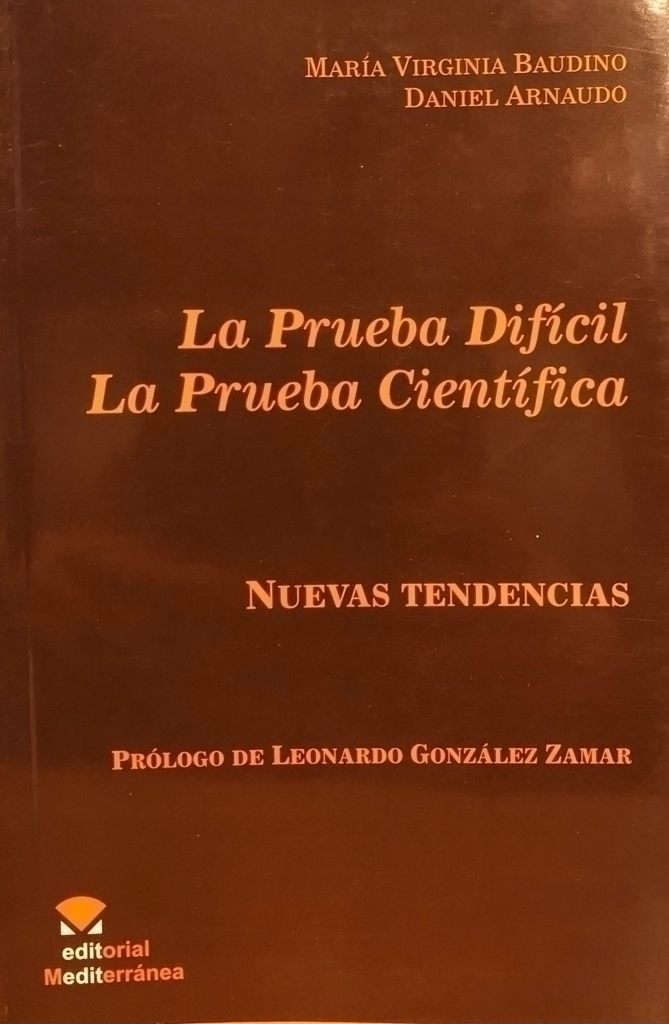 MARÍA VIRGINIA BAUDINO
DANIEL ARNAUDO
La Prueba Difícil
La Prueba Científica
NUEVAS TENDENCIAS
PRÓLOGO DE LEONARDO GONZÁLEZ ZAMAR
editorial
Mediterránea